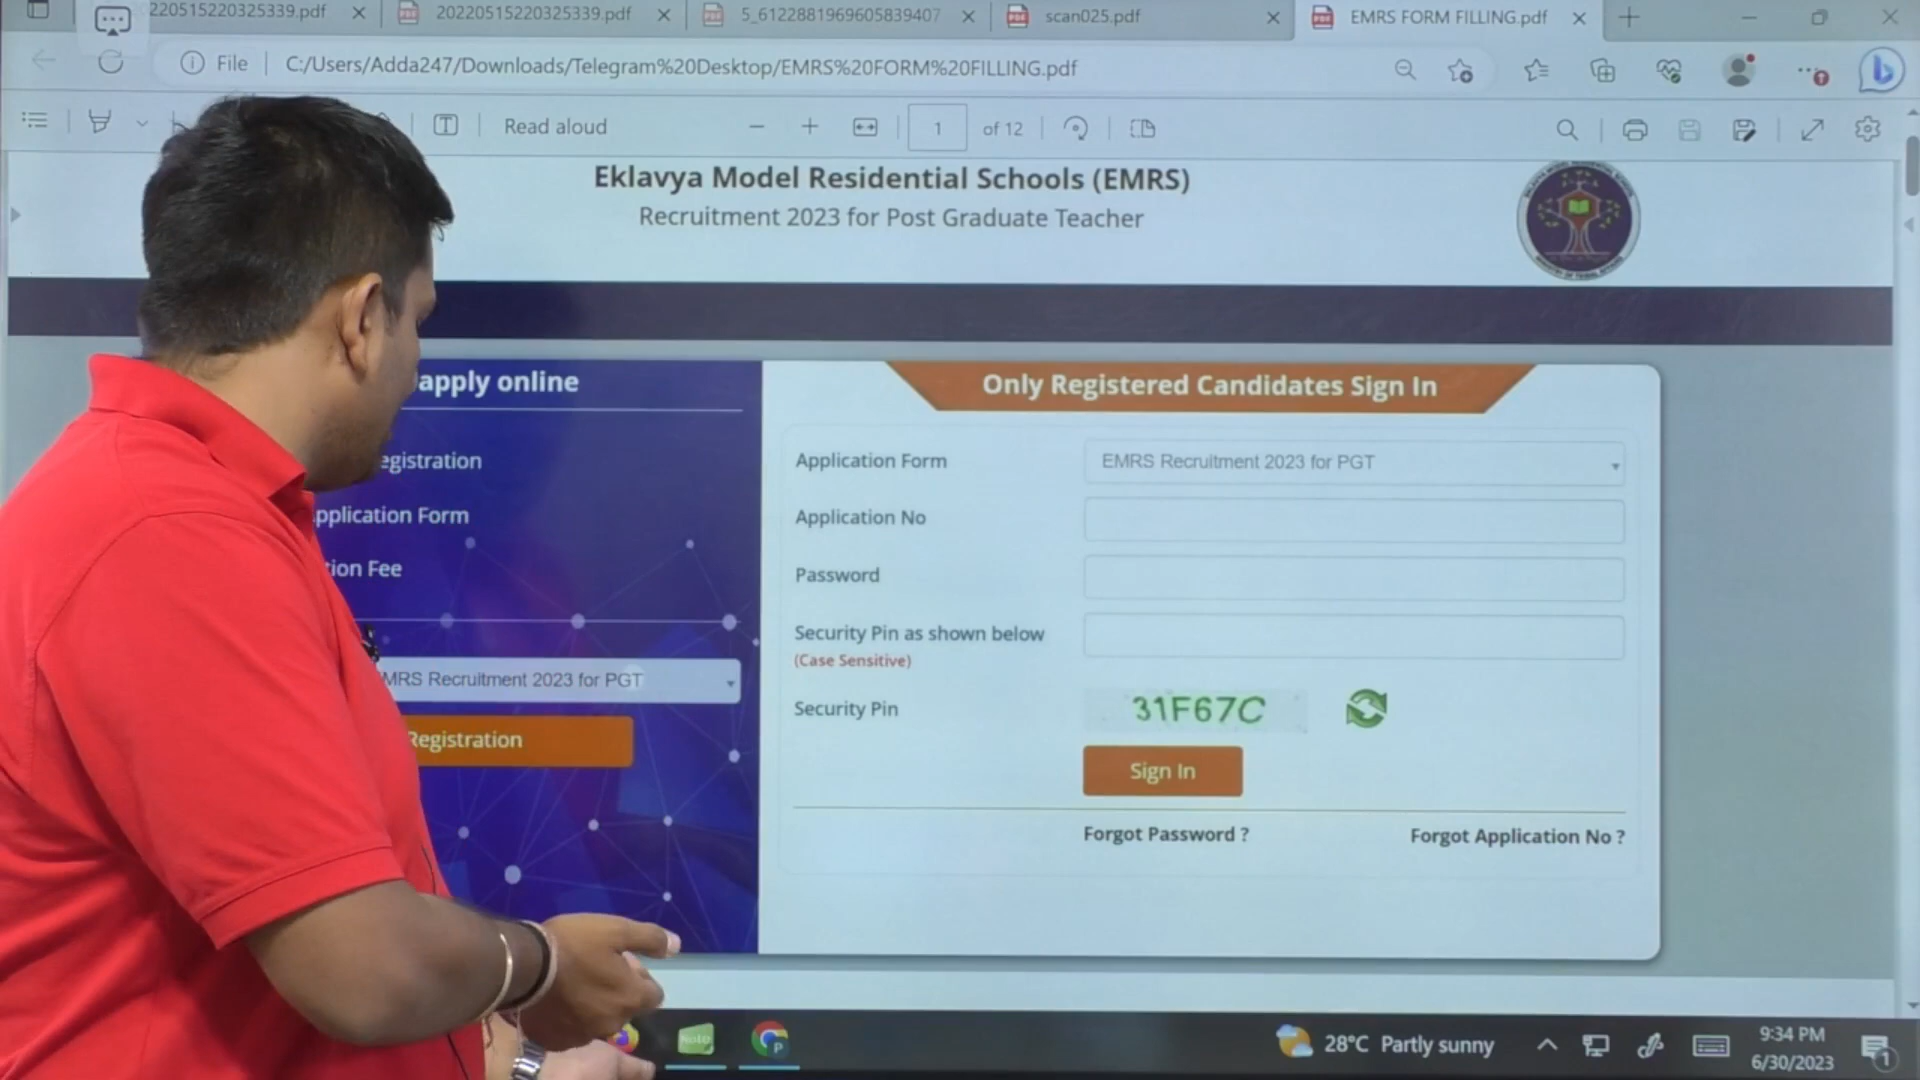 220515220325339.pdf
20220515220325339.pdf
5_6122881969605839407
scan025.pdf
EMRS FORM FILLING.pdf
File
C:/Users/Adda247/Downloads/Telegram%20Desktop/EMRS%20FORM%20FILLING.pdf
Read aloud
1 of 12
Eklavya Model Residential Schools (EMRS)
Recruitment 2023 for Post Graduate Teacher
apply online
Only Registered Candidates Sign In
egistration
Application Form
EMRS Recruitment 2023 for PGT
pplication Form
Application No
tion Fee
Password
Security Pin as shown below
(Case Sensitive)
MRS Recruitment 2023 for PGT
Security Pin
31F67C
Registration
Sign In
Forgot Password ?
Forgot Application No ?
Note
P
28°C Partly sunny
9:34 PM
6/30/2023
1